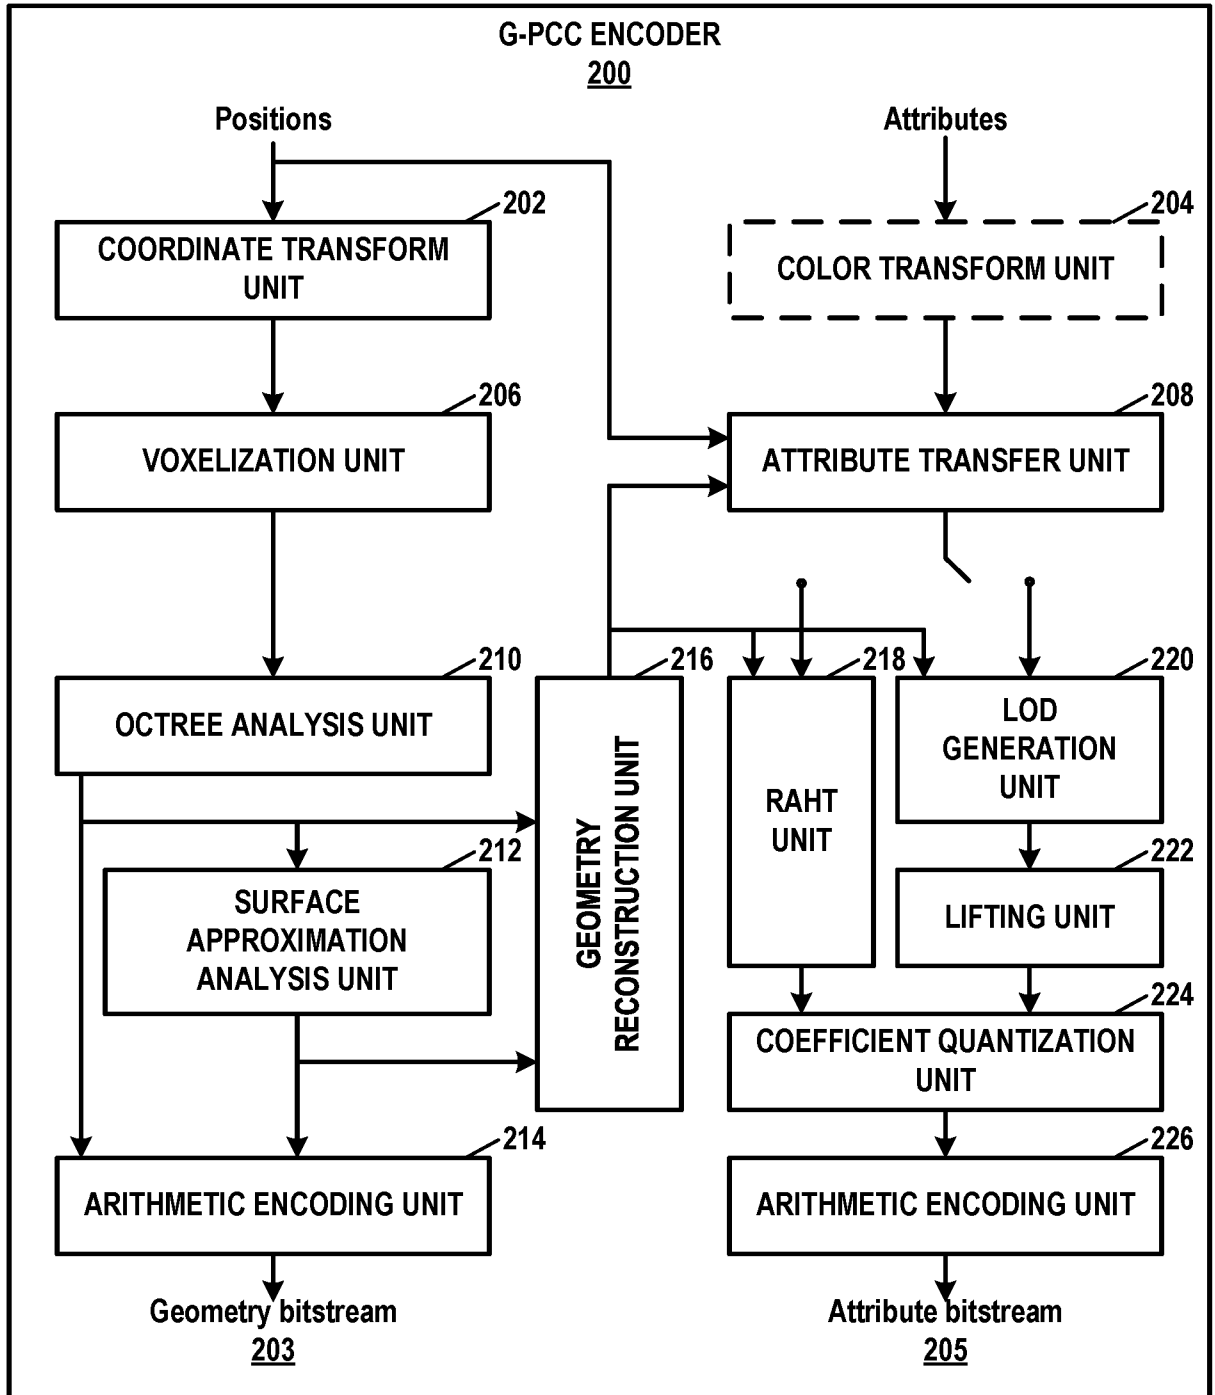 G-PCC ENCODER
200
Positions
Attributes
202
204
COORDINATE TRANSFORM
UNIT
COLOR TRANSFORM UNIT
206
208
VOXELIZATION UNIT
ATTRIBUTE TRANSFER UNIT
210
216
218
220
OCTREE ANALYSIS UNIT
LOD
GENERATION
UNIT
GEOMETRY
RECONSTRUCTION UNIT
RAHT
UNIT
212
222
SURFACE
APPROXIMATION
ANALYSIS UNIT
LIFTING UNIT
224
COEFFICIENT QUANTIZATION
UNIT
214
226
ARITHMETIC ENCODING UNIT
ARITHMETIC ENCODING UNIT
Geometry bitstream
203
Attribute bitstream
205